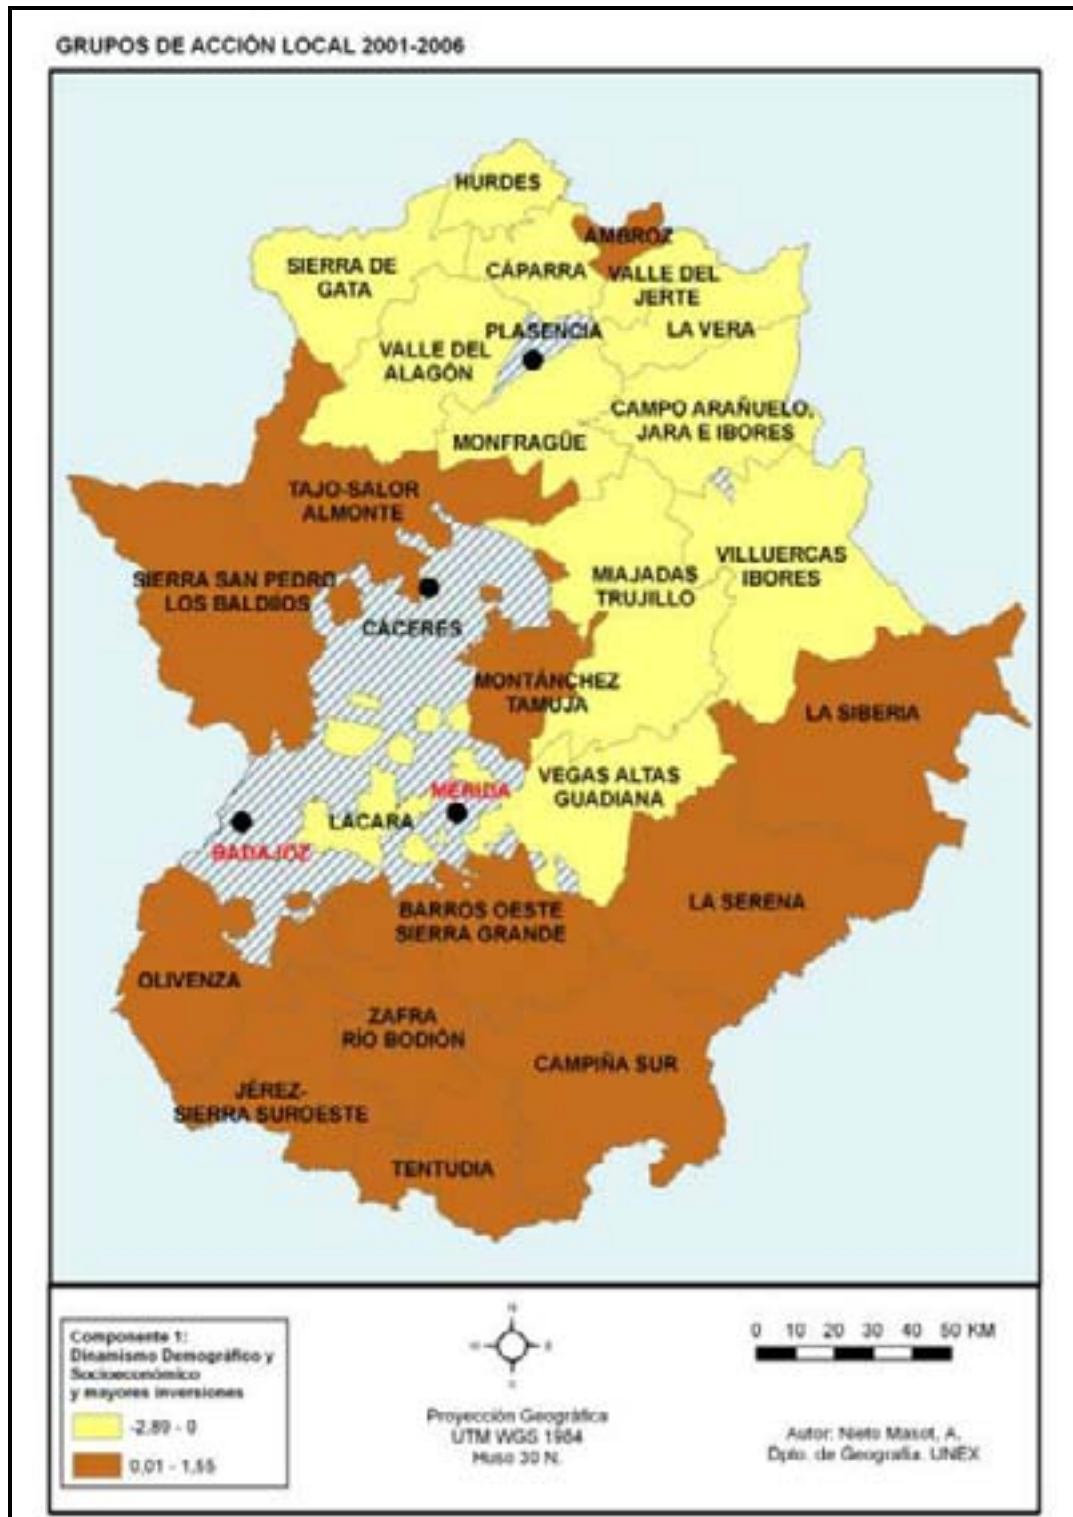 GRUPOS DE ACCIÓN LOCAL 2001-2006
HURDES
AMBROZ
SIERRA DE
GATA
CÁPARRA
VALLE DEL
JERTE
PLASENCIA
LA VERA
VALLE DEL
ALAGÓN
CAMPO ARAÑUELO,
JARA E IBORES
MONFRAGÜE
TAJO-SALOR
ALMONTE
VILLUERCAS
IBORES
MIAJADAS
TRUJILLO
SIERRA SAN PEDRO
LOS BALDIOS
CÁCERES
MONTÁNCHEZ
TAMUJA
LA SIBERIA
VEGAS ALTAS
GUADIANA
MÉRIDA
LÁCARA
BADAJOZ
LA SERENA
BARROS OESTE
SIERRA GRANDE
OLIVENZA
ZAFRA
RÍO BODIÓN
CAMPIÑA SUR
JÉREZ-
SIERRA SUROESTE
TENTUDIA
Componente 1:
Dinamismo Demográfico y
Socioeconómico
y mayores inversiones
-2,89 - 0
0,01 - 1,55
Proyección Geográfica
UTM WGS 1984
Huso 30 N.
0 10 20 30 40 50 KM
Autor: Nieto Masot, A.
Dpto. de Geografía. UNEX